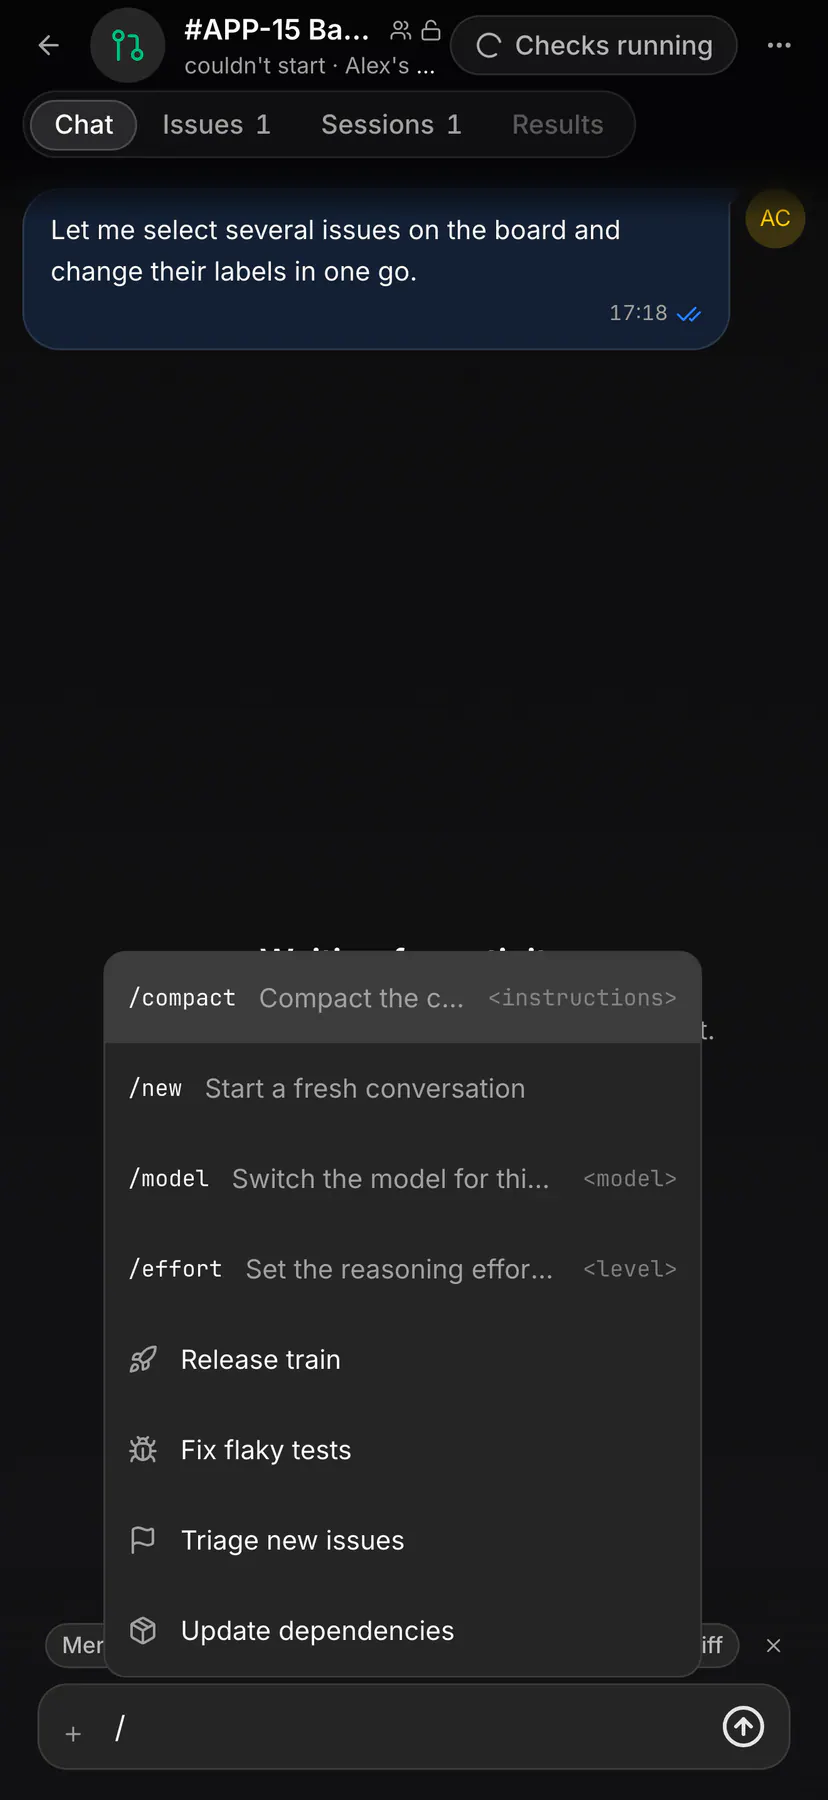 #APP-15 Ba...
couldn't start · Alex's ...
Checks running
Chat
Issues 1
Sessions 1
Results
Let me select several issues on the board and
change their labels in one go.
17:18
AC
/compact Compact the c... <instructions>
/new Start a fresh conversation
/model Switch the model for thi... <model>
/effort Set the reasoning effor... <level>
Release train
Fix flaky tests
Triage new issues
Update dependencies
/